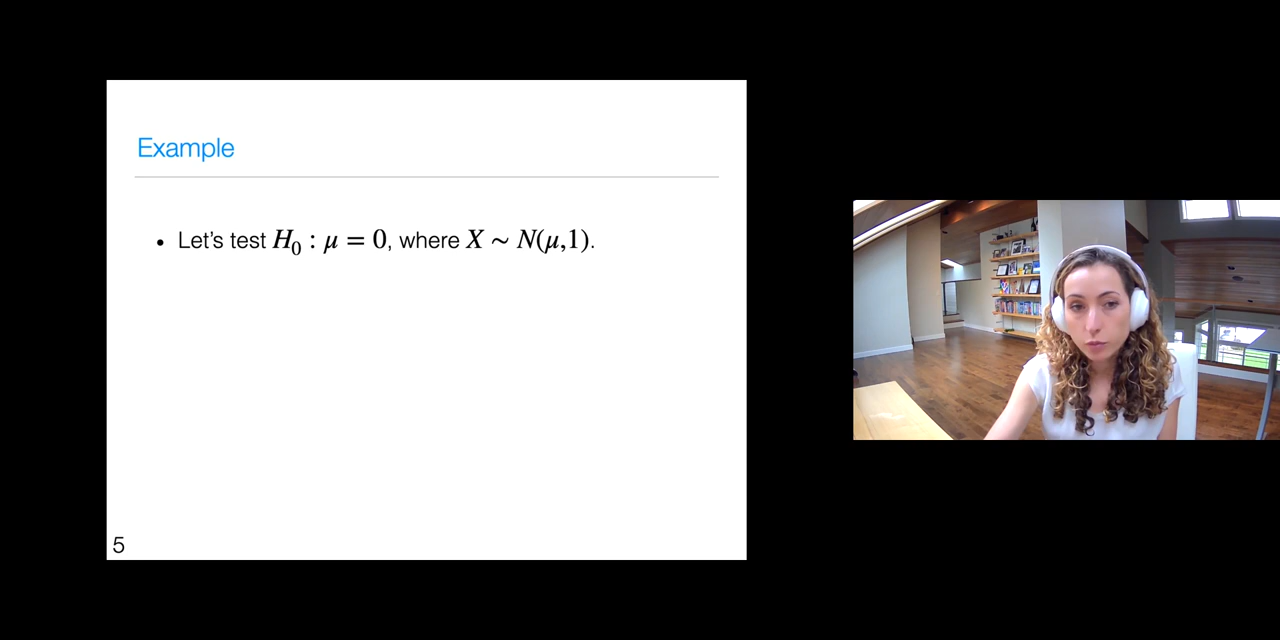 Example
• Let's test H₀ : μ = 0, where X ∼ N(μ,1).
5